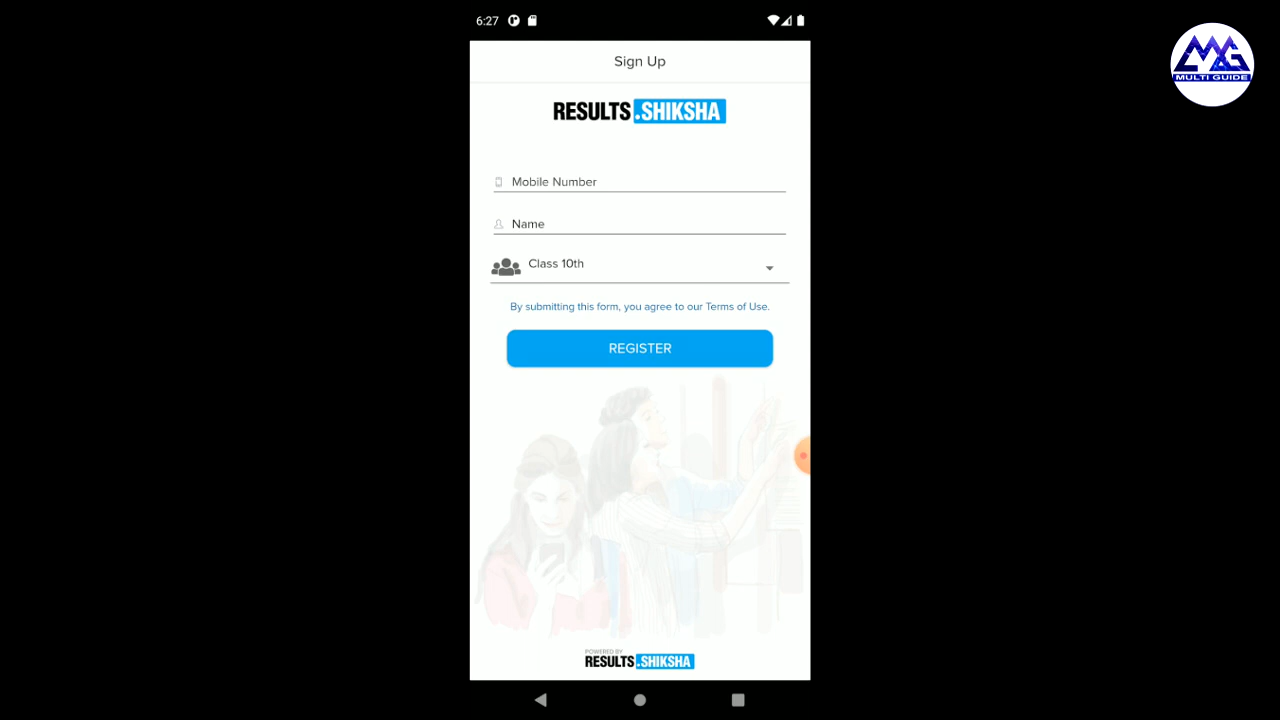 6:27
MG
MULTI GUIDE
Sign Up
RESULTS.SHIKSHA
Mobile Number
Name
Class 10th
By submitting this form, you agree to our Terms of Use.
REGISTER
POWERED BY
RESULTS.SHIKSHA